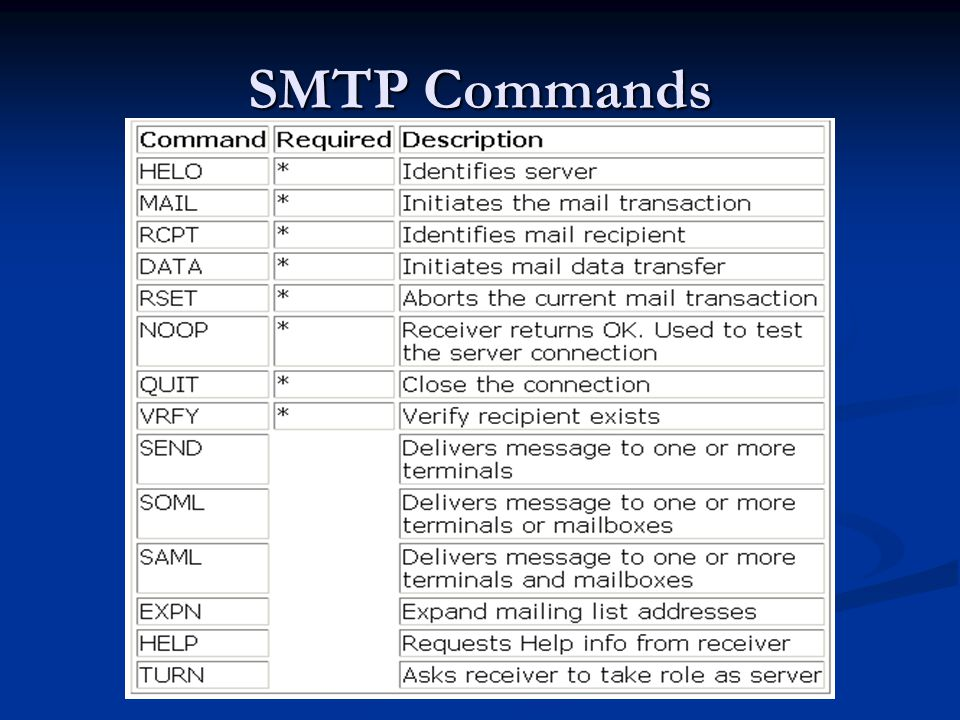 SMTP Commands
Command Required Description
HELO * Identifies server
MAIL * Initiates the mail transaction
RCPT * Identifies mail recipient
DATA * Initiates mail data transfer
RSET * Aborts the current mail transaction
NOOP * Receiver returns OK. Used to test
the server connection
QUIT * Close the connection
VRFY * Verify recipient exists
SEND Delivers message to one or more
terminals
SOML Delivers message to one or more
terminals or mailboxes
SAML Delivers message to one or more
terminals and mailboxes
EXPN Expand mailing list addresses
HELP Requests Help info from receiver
TURN Asks receiver to take role as server